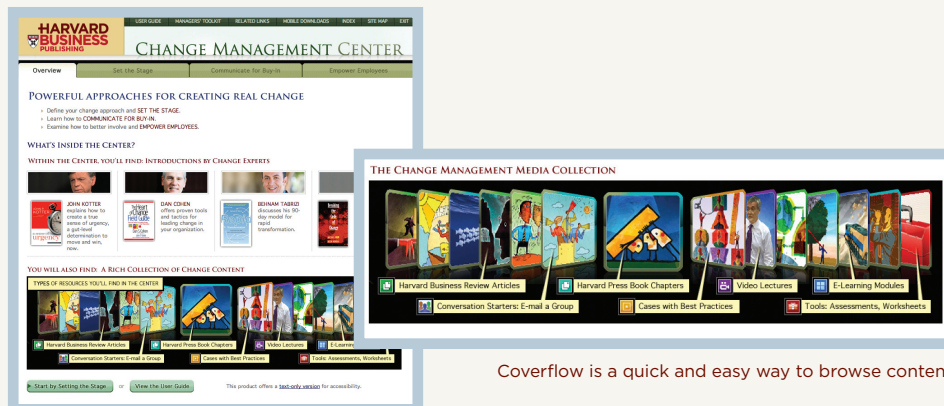 USER GUIDE MANAGERS' TOOLKIT RELATED LINKS MOBILE DOWNLOADS INDEX SITE MAP EXIT
HARVARD
BUSINESS
PUBLISHING
CHANGE MANAGEMENT CENTER
Overview Set the Stage Communicate for Buy-in Empower Employees
POWERFUL APPROACHES FOR CREATING REAL CHANGE
Define your change approach and SET THE STAGE.
Learn how to COMMUNICATE FOR BUY-IN.
Examine how to better involve and EMPOWER EMPLOYEES.
WHAT'S INSIDE THE CENTER?
WITHIN THE CENTER, YOU'LL FIND: INTRODUCTIONS BY CHANGE EXPERTS
JOHN KOTTER
explains how to
create a true
sense of urgency,
a gut-level
determination to
move and win,
now.
urgency
DAN COHEN
offers proven tools
and tactics for
leading change in
your organization.
The Heart
of Change
Field Guide
BEHNAM TABRIZI
discusses his 90-
day model for
rapid
transformation.
YOU WILL ALSO FIND: A RICH COLLECTION OF CHANGE CONTENT
TYPES OF RESOURCES YOU'LL FIND IN THE CENTER
Harvard Business Review Articles Harvard Press Book Chapters Video Lectures E-Learning
Conversation Starters: E-mail a Group Cases with Best Practices Tools: Assessments, Worksheets
Start by Setting the Stage or View the User Guide This product offers a text-only version for accessibility.
THE CHANGE MANAGEMENT MEDIA COLLECTION
Harvard Business Review Articles Harvard Press Book Chapters Video Lectures E-Learning Modules
Conversation Starters: E-mail a Group Cases with Best Practices Tools: Assessments, Worksheets
Coverflow is a quick and easy way to browse conten